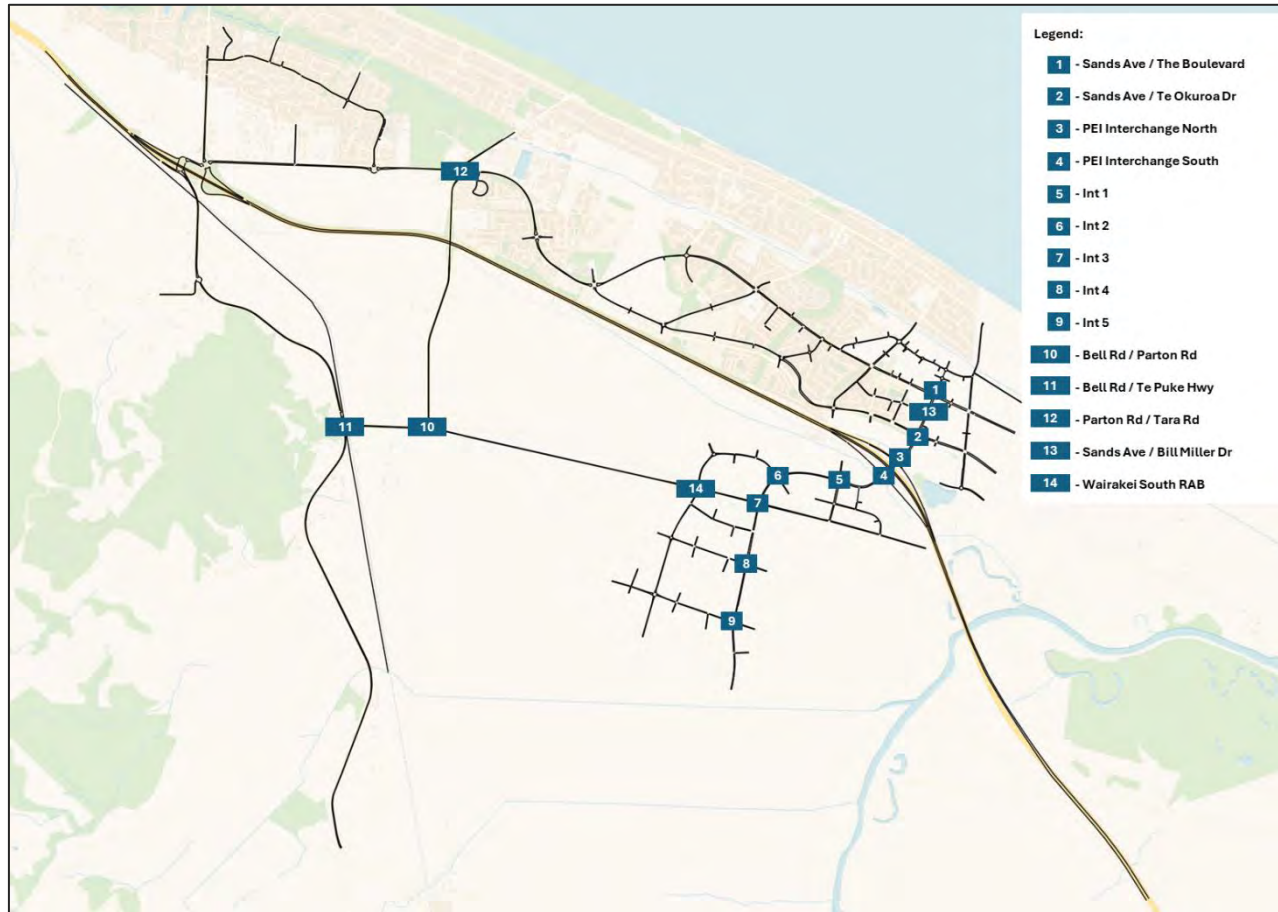 Legend:
1 - Sands Ave / The Boulevard
2 - Sands Ave / Te Okuroa Dr
3 - PEI Interchange North
4 - PEI Interchange South
5 - Int 1
6 - Int 2
7 - Int 3
8 - Int 4
9 - Int 5
10 - Bell Rd / Parton Rd
11 - Bell Rd / Te Puke Hwy
12 - Parton Rd / Tara Rd
13 - Sands Ave / Bill Miller Dr
14 - Wairakei South RAB
12
1
13
11
10
2
3
6
5
4
14
7
8
9